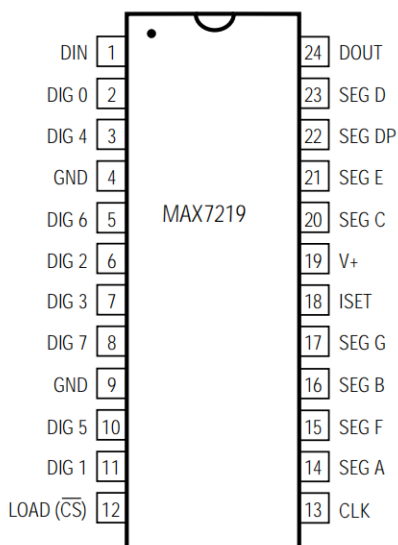 DIN 1 24 DOUT
DIG 0 2 23 SEG D
DIG 4 3 22 SEG DP
GND 4 21 SEG E
DIG 6 5 MAX7219 20 SEG C
DIG 2 6 19 V+
DIG 3 7 18 ISET
DIG 7 8 17 SEG G
GND 9 16 SEG B
DIG 5 10 15 SEG F
DIG 1 11 14 SEG A
LOAD (C̅S̅) 12 13 CLK